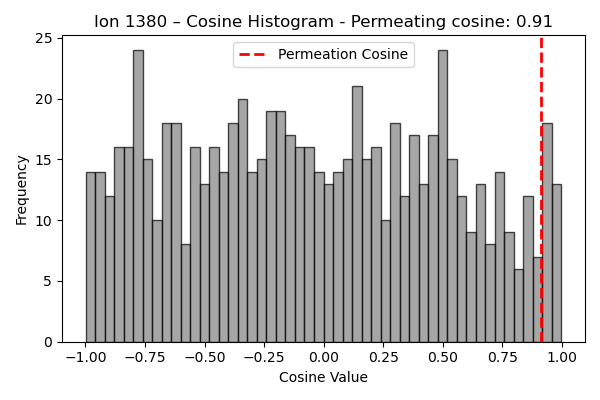 Ion 1380 – Cosine Histogram - Permeating cosine: 0.91
Permeation Cosine
Frequency
25
20
15
10
5
0
−1.00 −0.75 −0.50 −0.25 0.00 0.25 0.50 0.75 1.00
Cosine Value